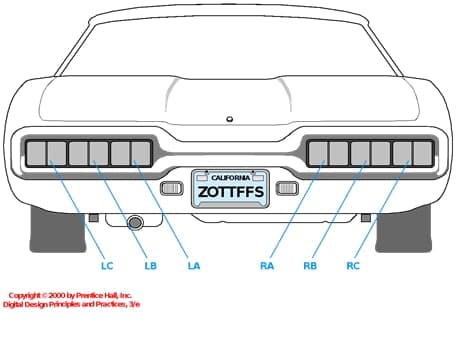 CALIFORNIA
ZOTTFFS
LC LB LA RA RB RC
Copyright © 2000 by Prentice Hall, Inc.
Digital Design Principles and Practices, 3/e